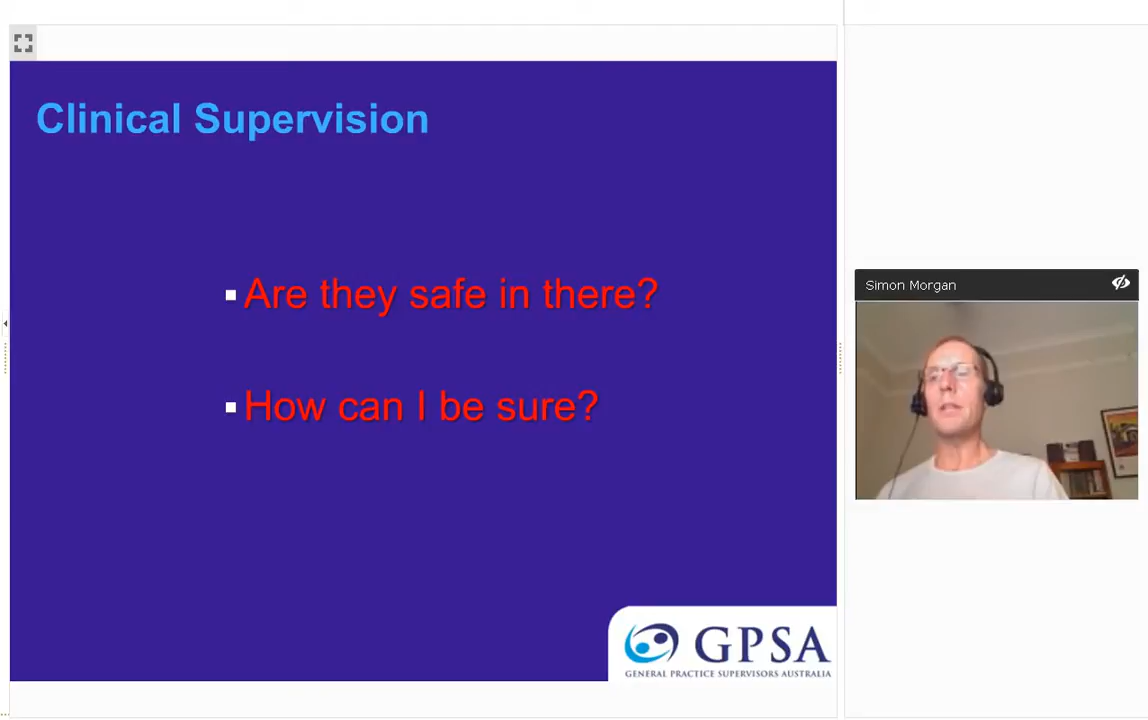 Clinical Supervision
Are they safe in there?
How can I be sure?
GPSA
GENERAL PRACTICE SUPERVISORS AUSTRALIA
Simon Morgan